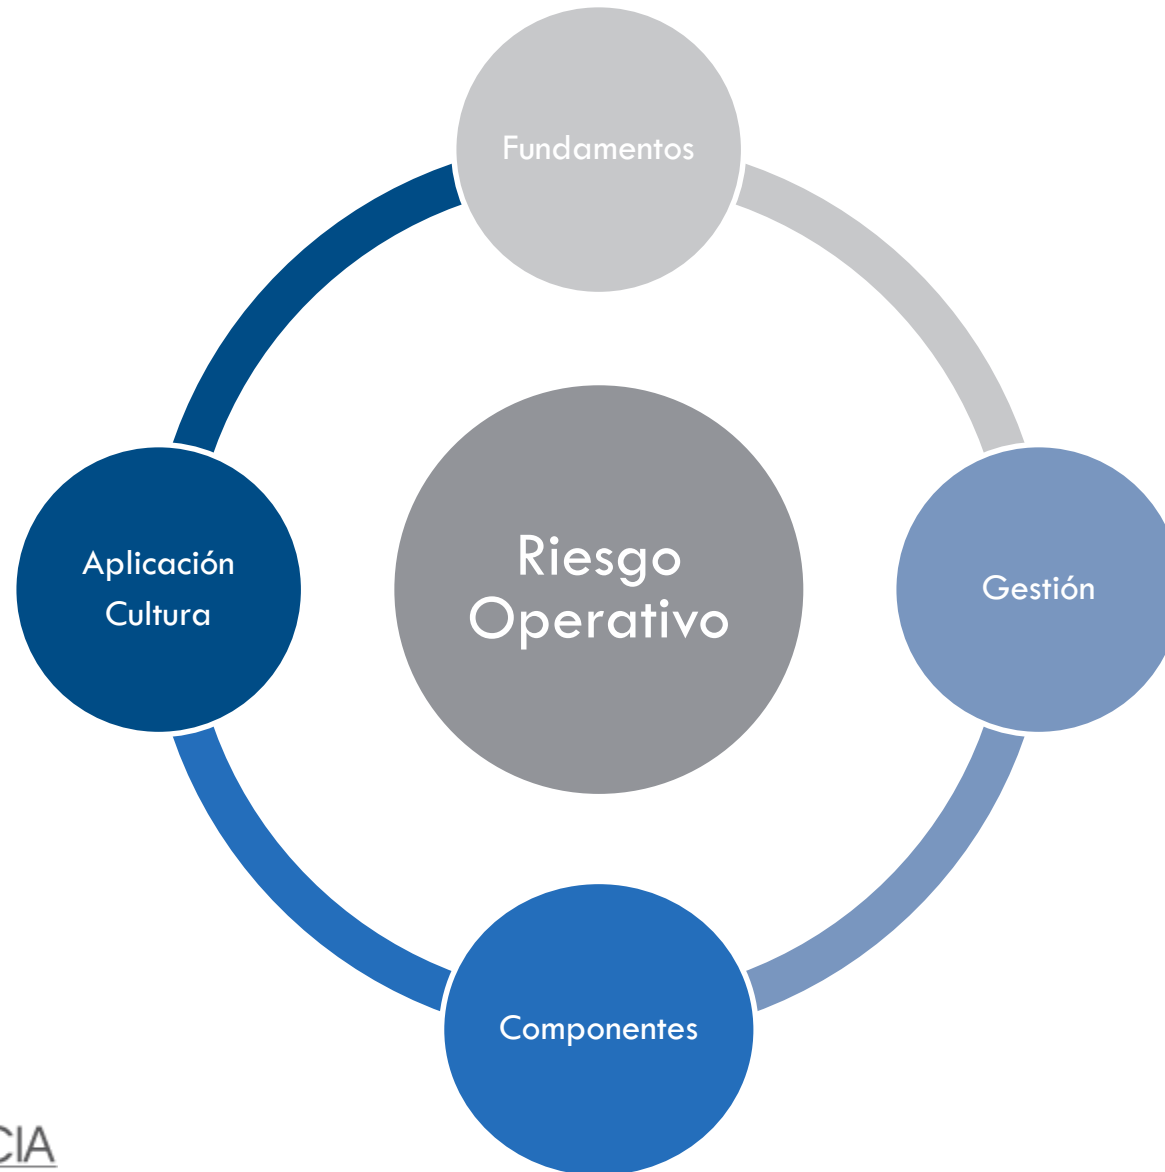 Fundamentos
Aplicación
Cultura
Riesgo
Operativo
Gestión
Componentes
CIA